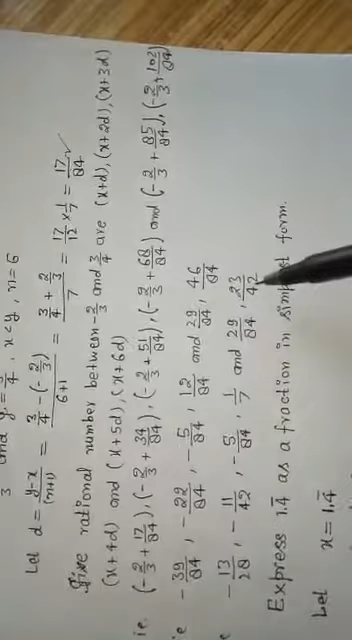 3 and y = 3/4, x < y, n = 6
Let d = (y-x)/(n+1) = (3/4 - (-2/3))/(6+1) = (3/4 + 2/3)/7 = 17/12 × 1/7 = 17/84 ✓
rational number between -2/3 and 3/4 are (x+d), (x+2d), (x+3d)
(x+4d) and (x+5d), (x+6d)
ie (-2/3 + 17/84), (-2/3 + 34/84), (-2/3 + 51/84), (-2/3 + 68/84) and (-2/3 + 85/84), (-2/3 + 102/84)
ie -39/84, -22/84, -5/84, 12/84 and 29/84, 46/84
-13/28, -11/42, -5/84, 1/7 and 29/84, 23/42
Express 1.4̄ as a fraction in simplest form.
Let x = 1.4̄